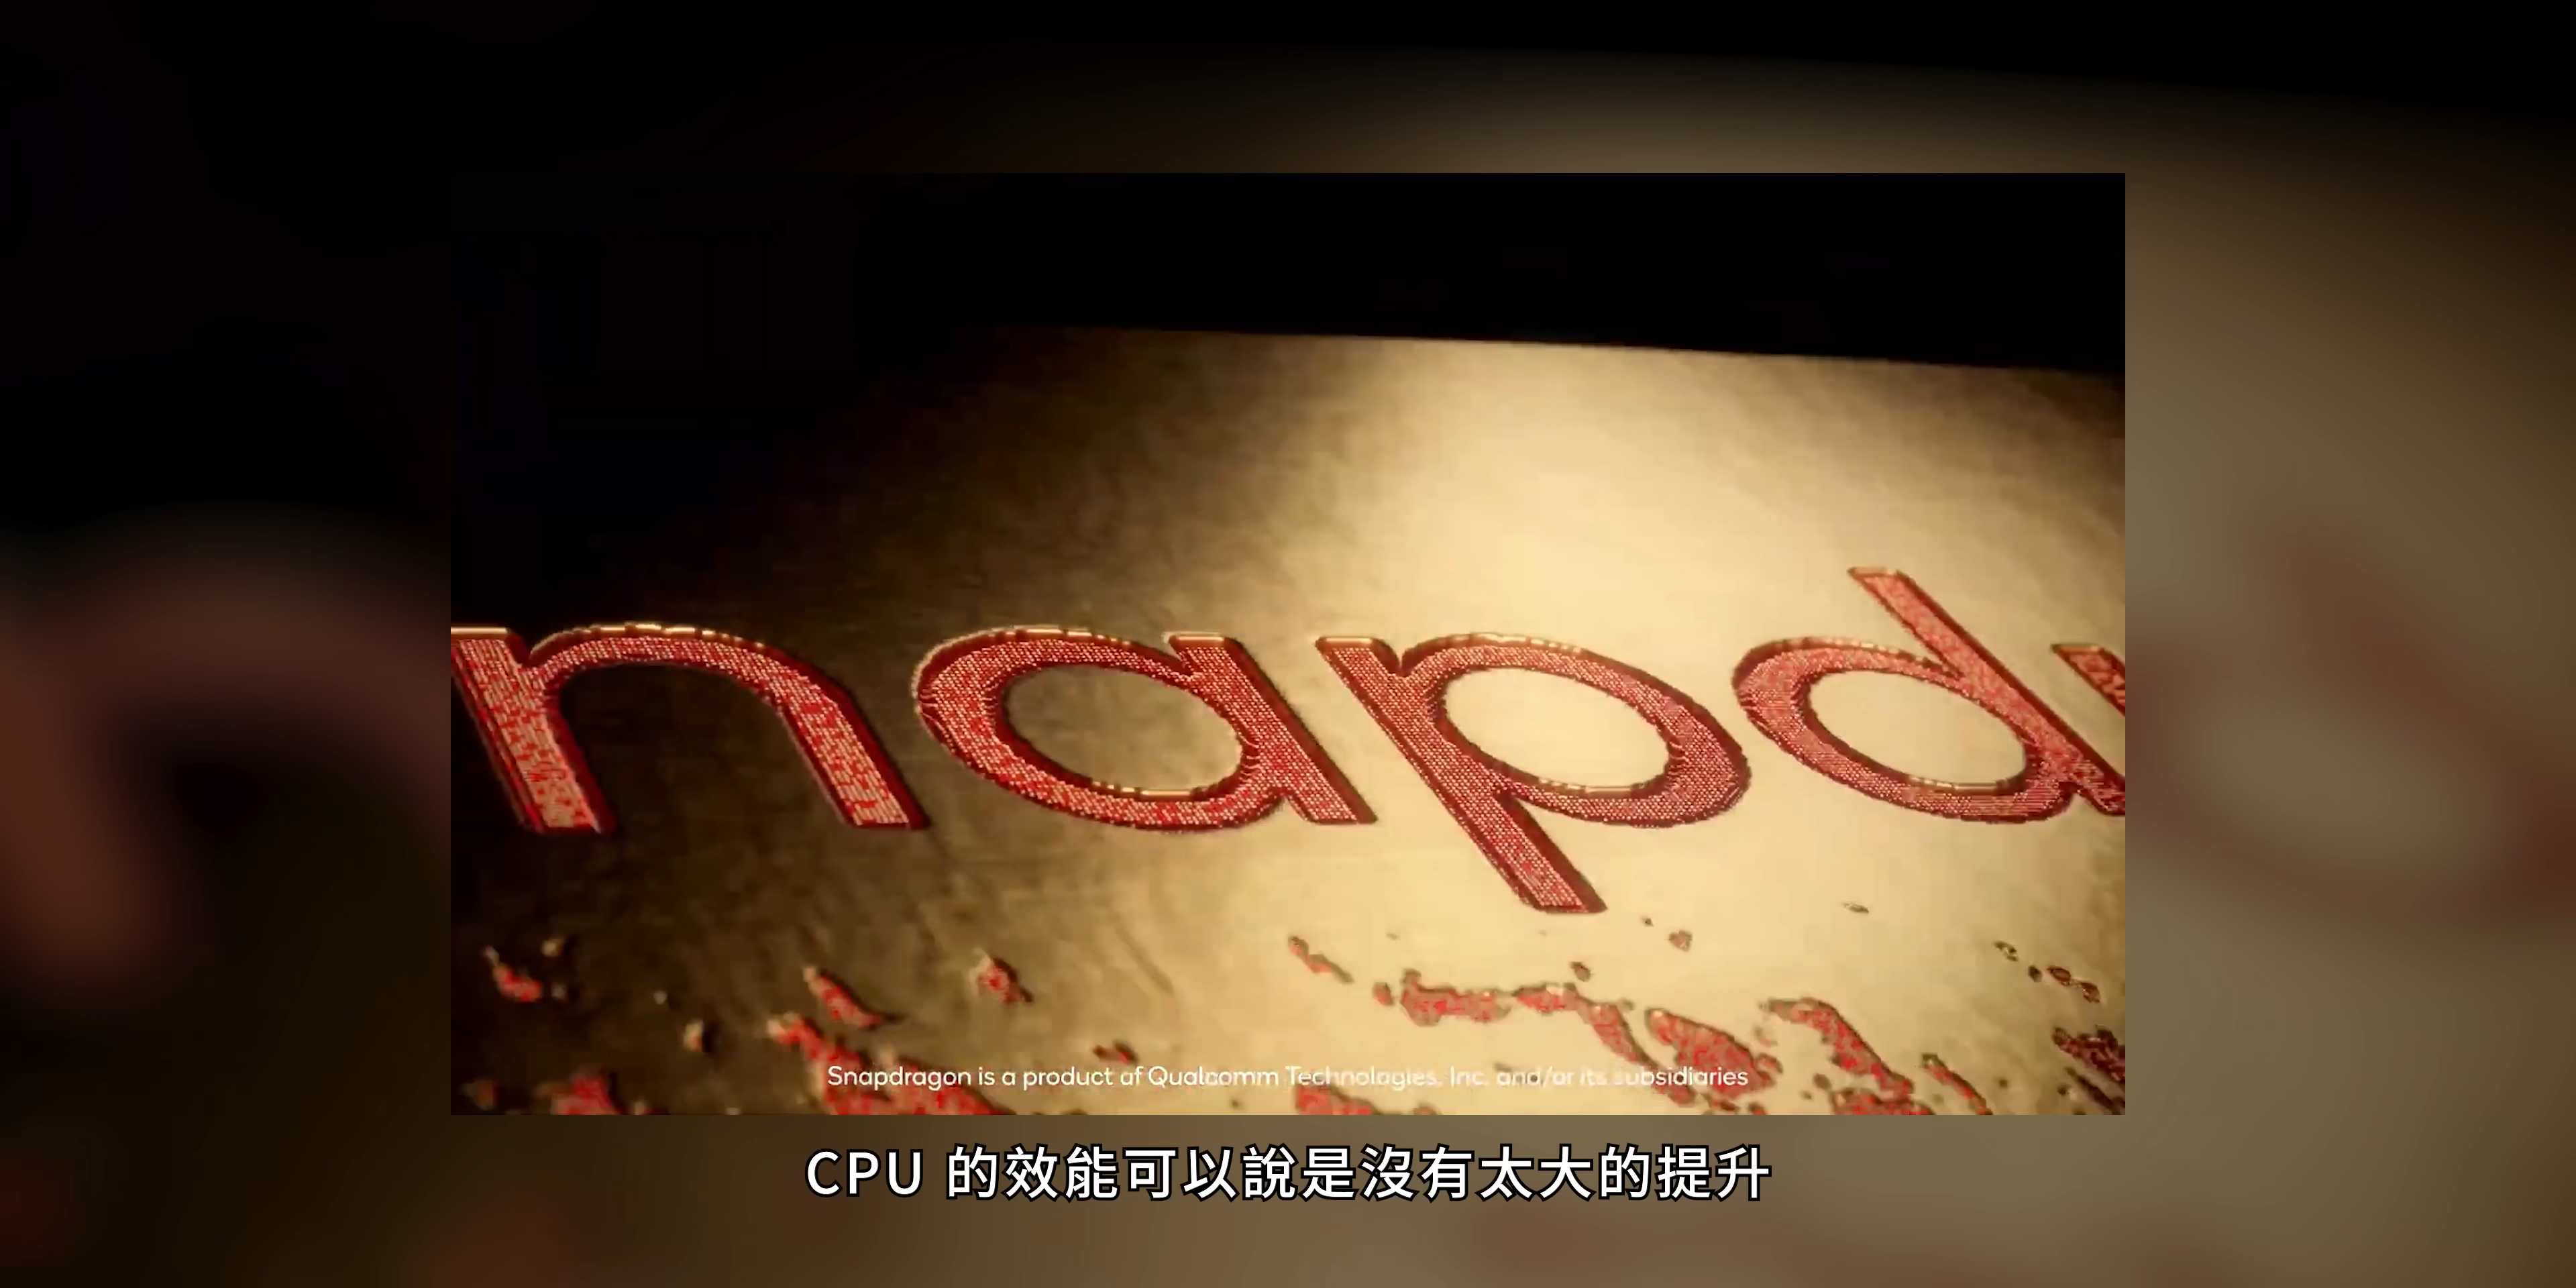 napdr
Snapdragon is a product of Qualcomm Technologies, Inc. and/or its subsidiaries
CPU 的效能可以說是沒有太大的提升